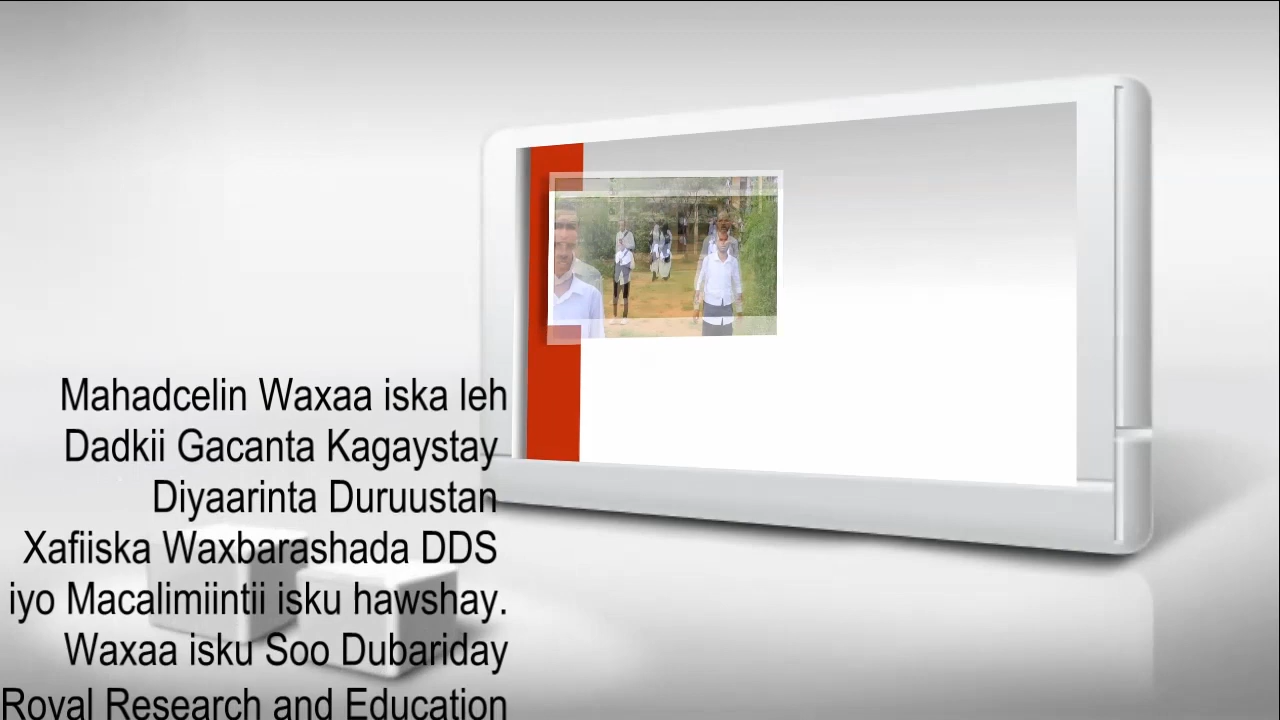 Mahadcelin Waxaa iska leh
Dadkii Gacanta Kagaystay
Diyaarinta Duruustan
Xafiiska Waxbarashada DDS
iyo Macalimiintii isku hawshay.
Waxaa isku Soo Dubariday
Royal Research and Education